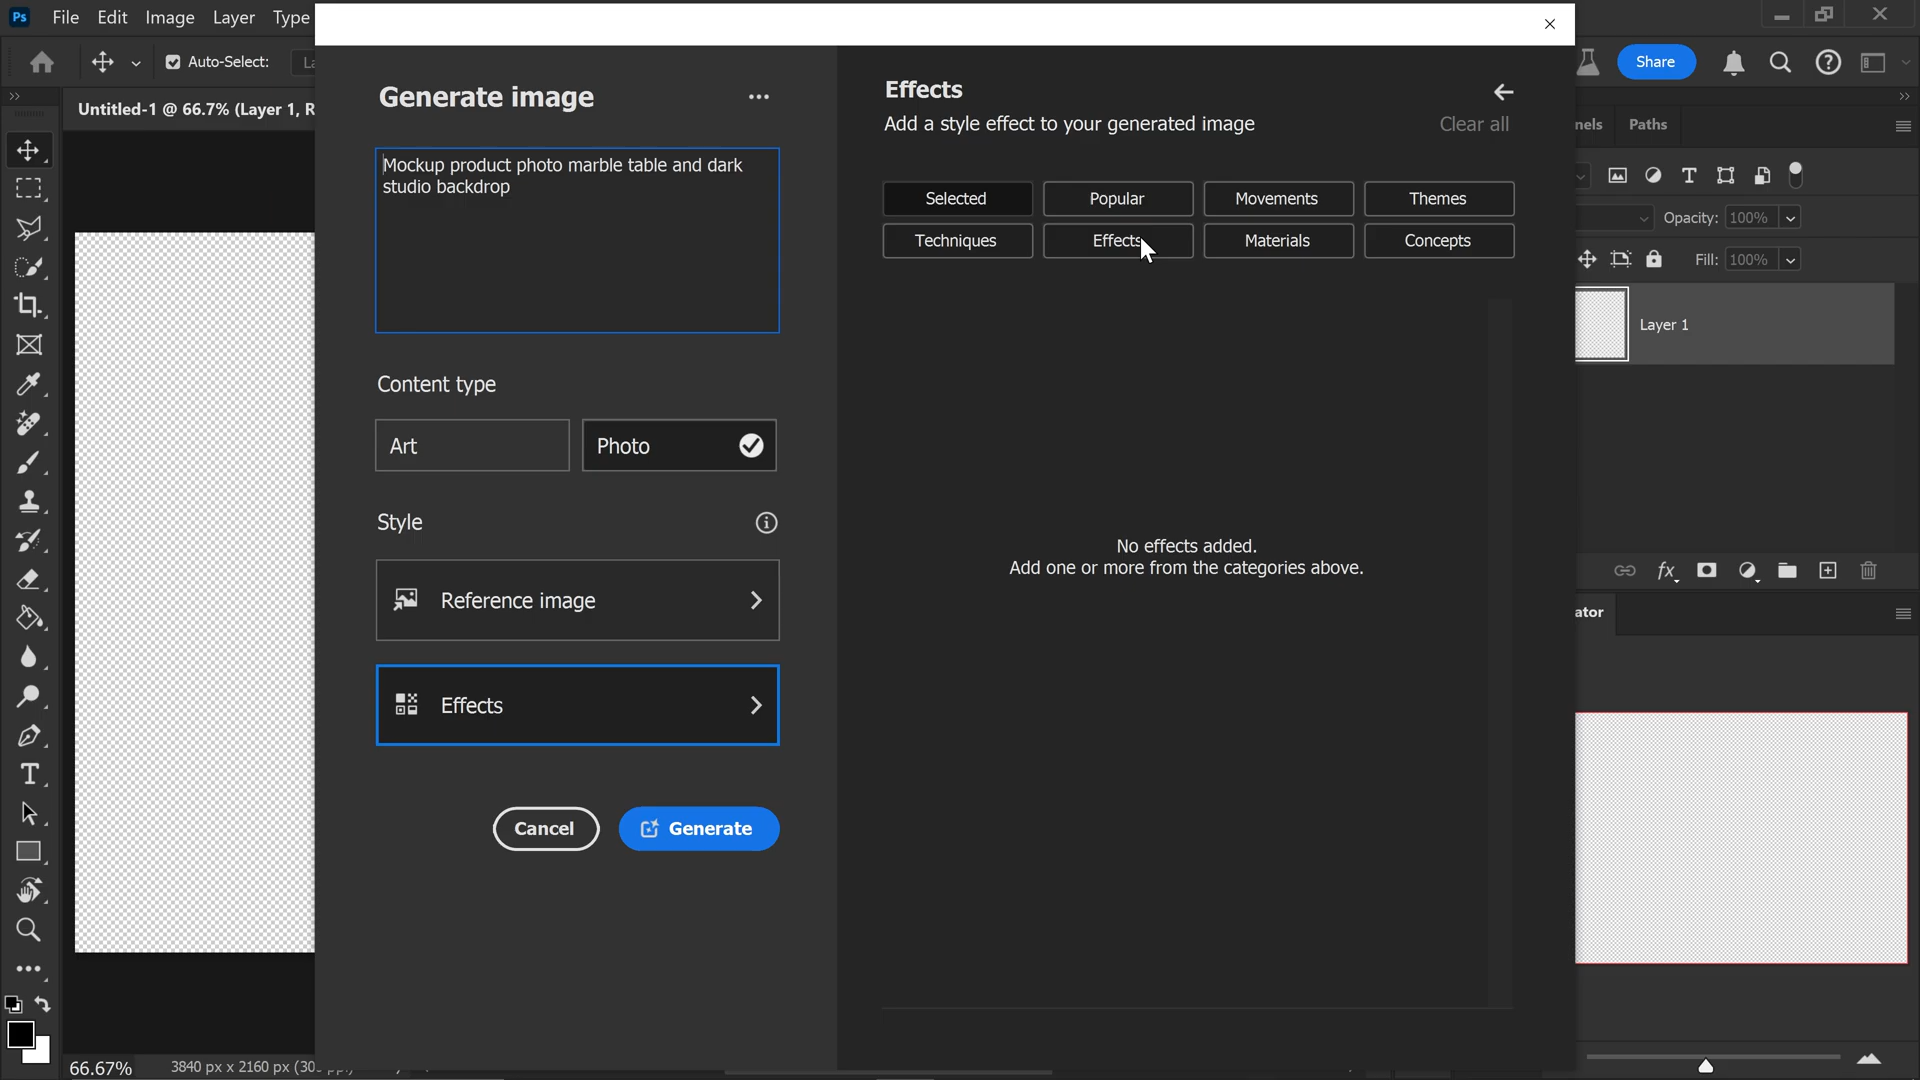 Ps File Edit Image Layer Type
Auto-Select:
Share
Untitled-1 @ 66.7% (Layer 1, R
Generate image
Mockup product photo marble table and dark
studio backdrop
Content type
Art
Photo
Style
Reference image
Effects
Cancel
Generate
Effects
Add a style effect to your generated image
Clear all
Selected Popular Movements Themes
Techniques Effects Materials Concepts
No effects added.
Add one or more from the categories above.
nels Paths
Opacity: 100%
Fill: 100%
Layer 1
fx
ator
66.67% 3840 px x 2160 px (30